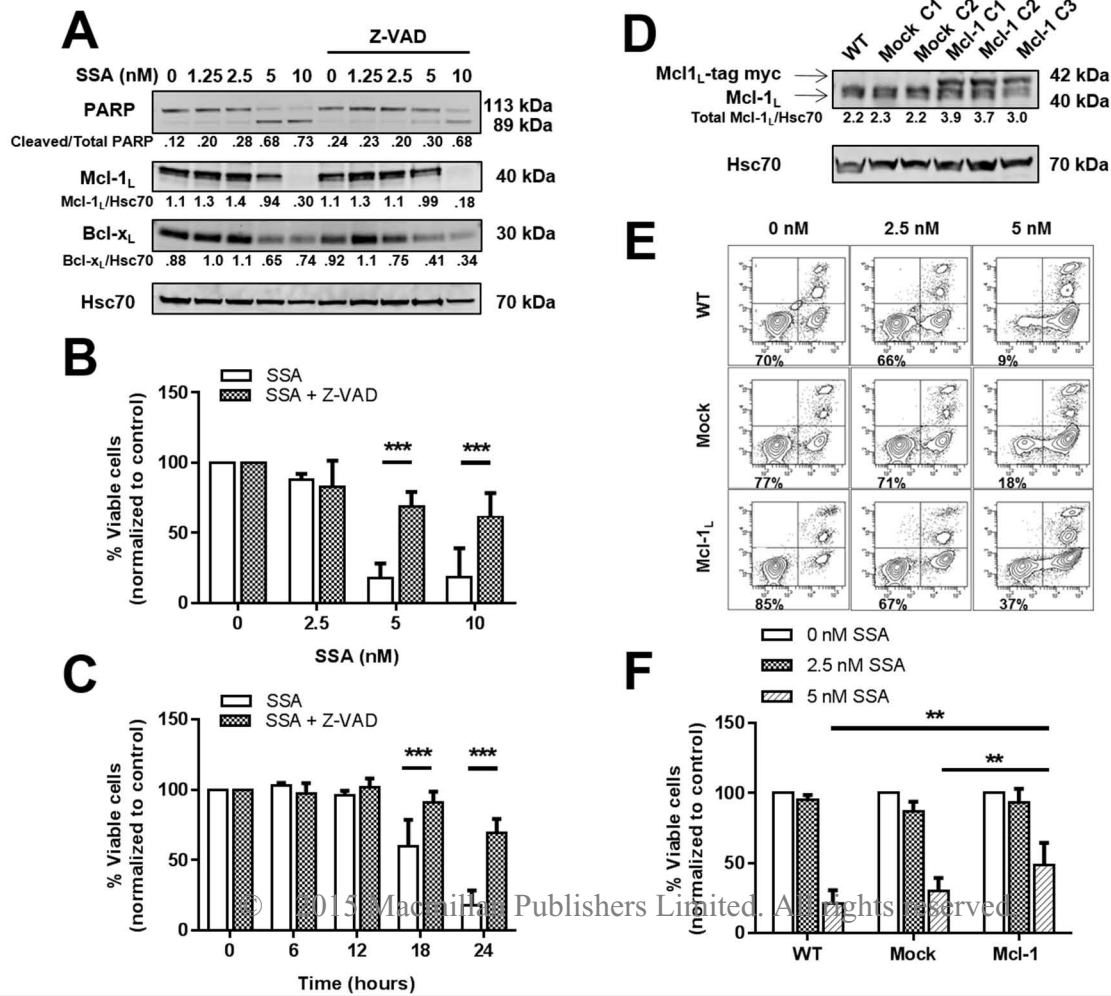 A
Z-VAD
SSA (nM) 0 1.25 2.5 5 10 0 1.25 2.5 5 10
PARP
113 kDa
89 kDa
Cleaved/Total PARP .12 .20 .28 .68 .73 .24 .23 .20 .30 .68
Mcl-1L 40 kDa
Mcl-1L/Hsc70 1.1 1.3 1.4 .94 .30 1.1 1.3 1.1 .99 .18
Bcl-xL 30 kDa
Bcl-xL/Hsc70 .88 1.0 1.1 .65 .74 .92 1.1 .75 .41 .34
Hsc70 70 kDa
B
SSA
SSA + Z-VAD
% Viable cells
(normalized to control)
150
100
50
0
*** ***
0 2.5 5 10
SSA (nM)
C
SSA
SSA + Z-VAD
% Viable cells
(normalized to control)
150
100
50
0
*** ***
0 6 12 18 24
Time (hours)
D
WT Mock C1 Mock C2 Mcl-1 C1 Mcl-1 C2 Mcl-1 C3
Mcl1L-tag myc 42 kDa
Mcl-1L 40 kDa
Total Mcl-1L/Hsc70 2.2 2.3 2.2 3.9 3.7 3.0
Hsc70 70 kDa
E
0 nM 2.5 nM 5 nM
WT
70% 66% 9%
Mock
77% 71% 18%
Mcl-1L
85% 67% 37%
F
0 nM SSA
2.5 nM SSA
5 nM SSA
% Viable cells
(normalized to control)
150
100
50
0
**
**
WT Mock Mcl-1
© 2015 Macmillan Publishers Limited. All rights reserved